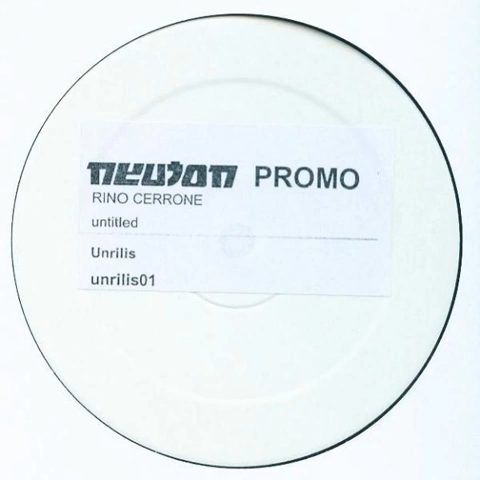 neuton PROMO
RINO CERRONE
untitled
Unrilis
unrilis01